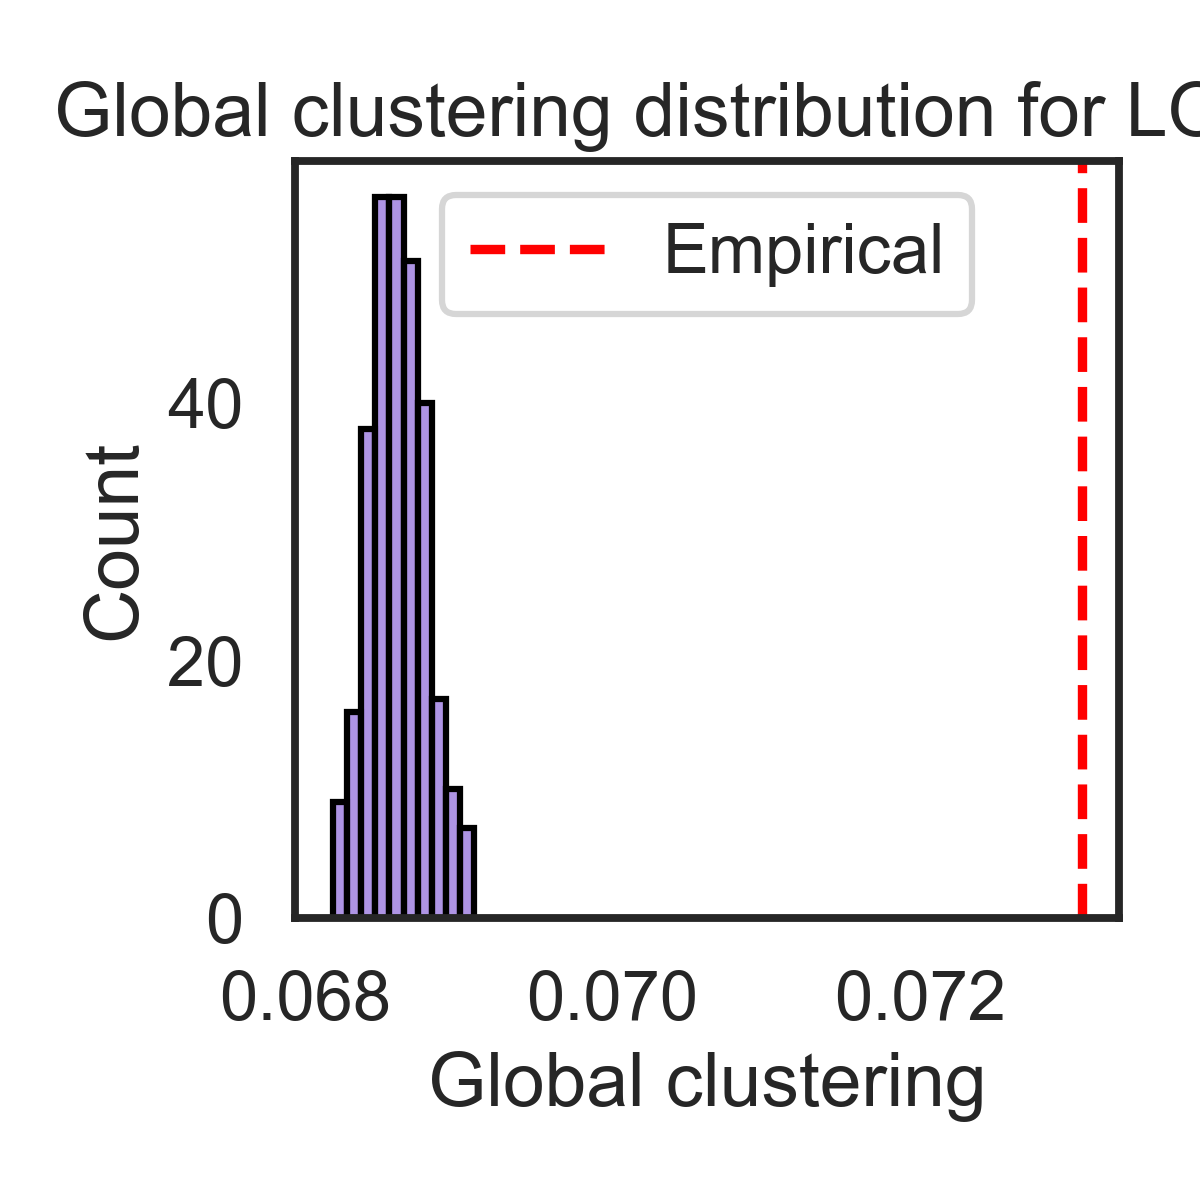 Global clustering distribution for LC
Empirical
40
20
0
Count
0.068 0.070 0.072
Global clustering